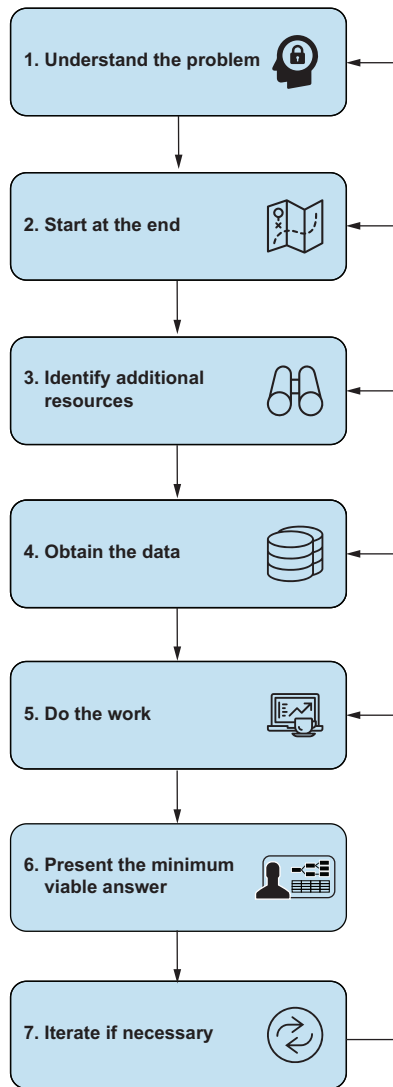 1. Understand the problem
2. Start at the end
3. Identify additional
resources
4. Obtain the data
5. Do the work
6. Present the minimum
viable answer
7. Iterate if necessary